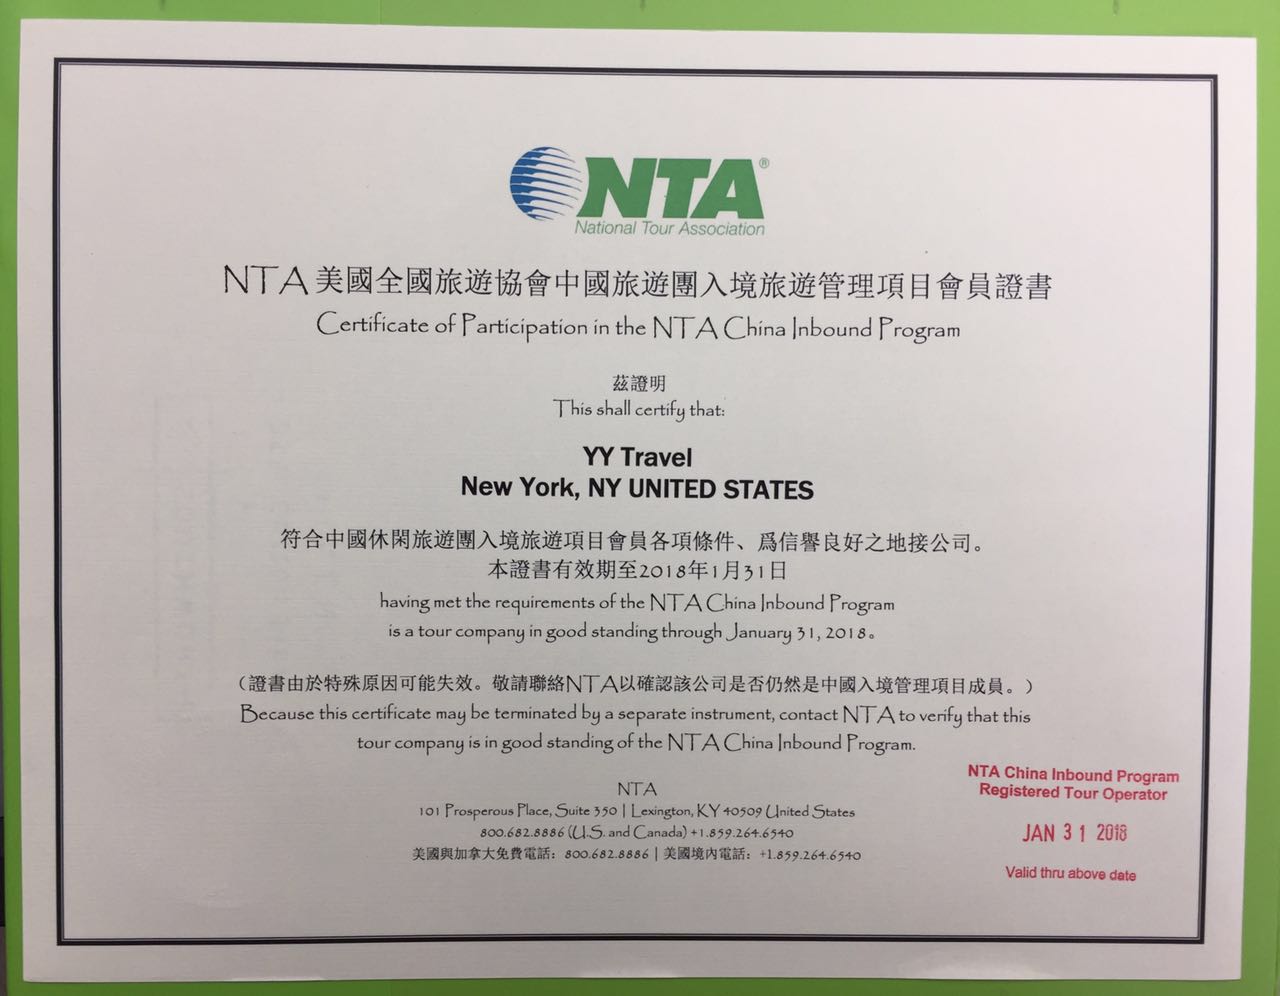 NTA®
National Tour Association
NTA美國全國旅遊協會中國旅遊團入境旅遊管理項目會員證書
Certificate of Participation in the NTA China Inbound Program
茲證明
This shall certify that:
YY Travel
New York, NY UNITED STATES
符合中國休閑旅遊團入境旅遊項目會員各項條件、爲信譽良好之地接公司。
本證書有效期至2018年1月31日
having met the requirements of the NTA China Inbound Program
is a tour company in good standing through January 31, 2018。
(證書由於特殊原因可能失效。敬請聯絡NTA以確認該公司是否仍然是中國入境管理項目成員。)
Because this certificate may be terminated by a separate instrument, contact NTA to verify that this
tour company is in good standing of the NTA China Inbound Program.
NTA
101 Prosperous Place, Suite 350 | Lexington, KY 40509 United States
800.682.8886 (U.S. and Canada) +1.859.264.6540
美國與加拿大免費電話：800.682.8886 | 美國境內電話：+1.859.264.6540
NTA China Inbound Program
Registered Tour Operator
JAN 31 2018
Valid thru above date